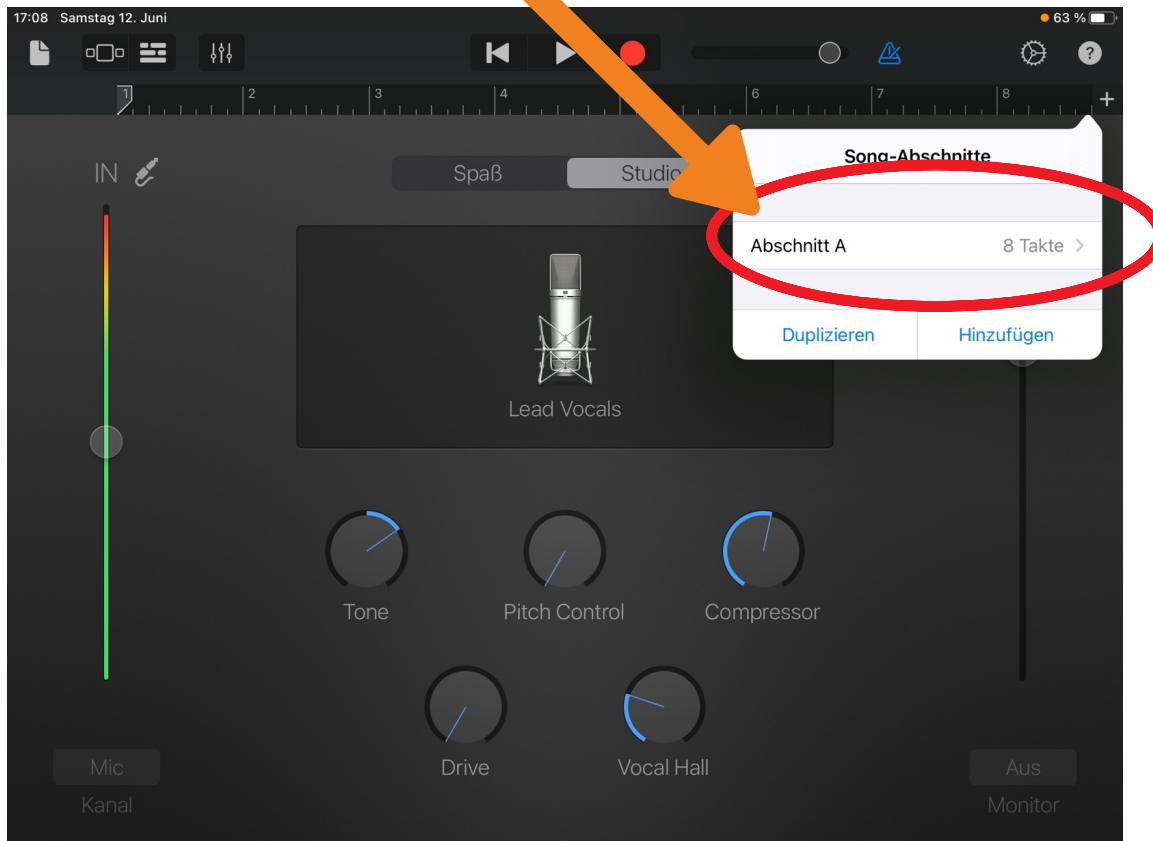 17:08 Samstag 12. Juni
63 %
?
1 2 3 4 6 7 8 +
IN
Spaß Studio
Song-Abschnitte
Abschnitt A 8 Takte >
Duplizieren Hinzufügen
Lead Vocals
Tone Pitch Control Compressor
Drive Vocal Hall
Mic Aus
Kanal Monitor